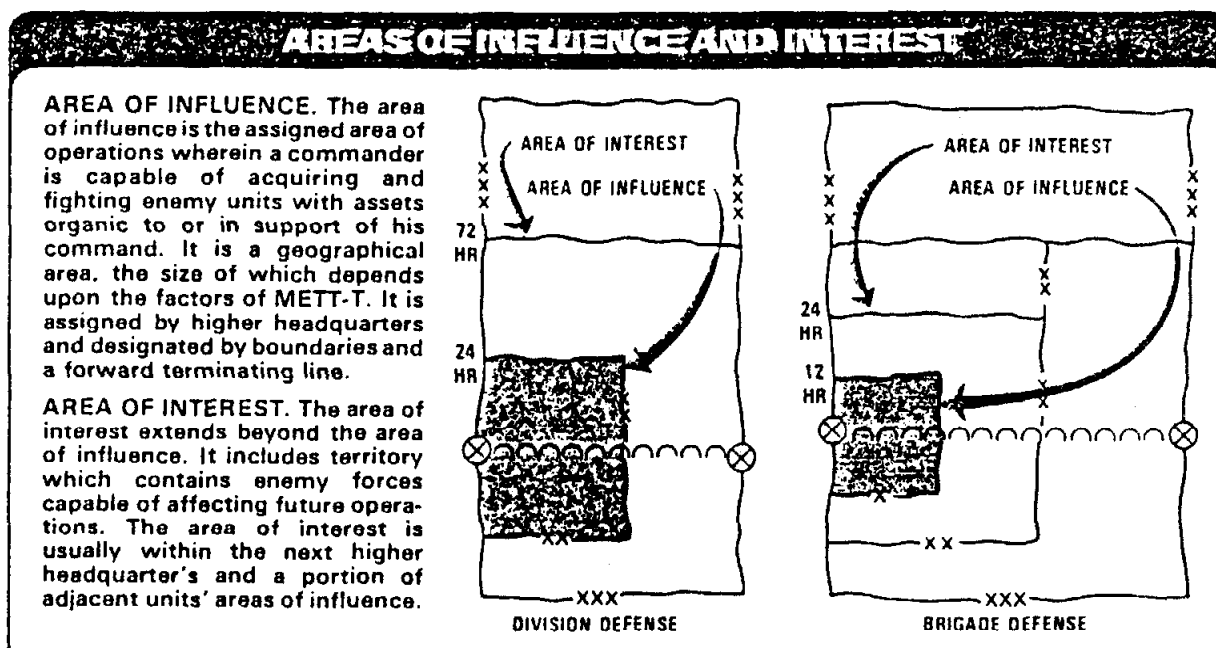 AREAS OF INFLUENCE AND INTEREST
AREA OF INFLUENCE. The area
of influence is the assigned area of
operations wherein a commander
is capable of acquiring and
fighting enemy units with assets
organic to or in support of his
command. It is a geographical
area, the size of which depends
upon the factors of METT-T. It is
assigned by higher headquarters
and designated by boundaries and
a forward terminating line.
AREA OF INTEREST. The area of
interest extends beyond the area
of influence. It includes territory
which contains enemy forces
capable of affecting future opera-
tions. The area of interest is
usually within the next higher
headquarter's and a portion of
adjacent units' areas of influence.
AREA OF INTEREST
AREA OF INFLUENCE
XXX
XXX
72
HR
24
HR
XX
XXX
DIVISION DEFENSE
AREA OF INTEREST
AREA OF INFLUENCE
XXX
XXX
XX
24
HR
12
HR
XX
X
XX
XXX
BRIGADE DEFENSE